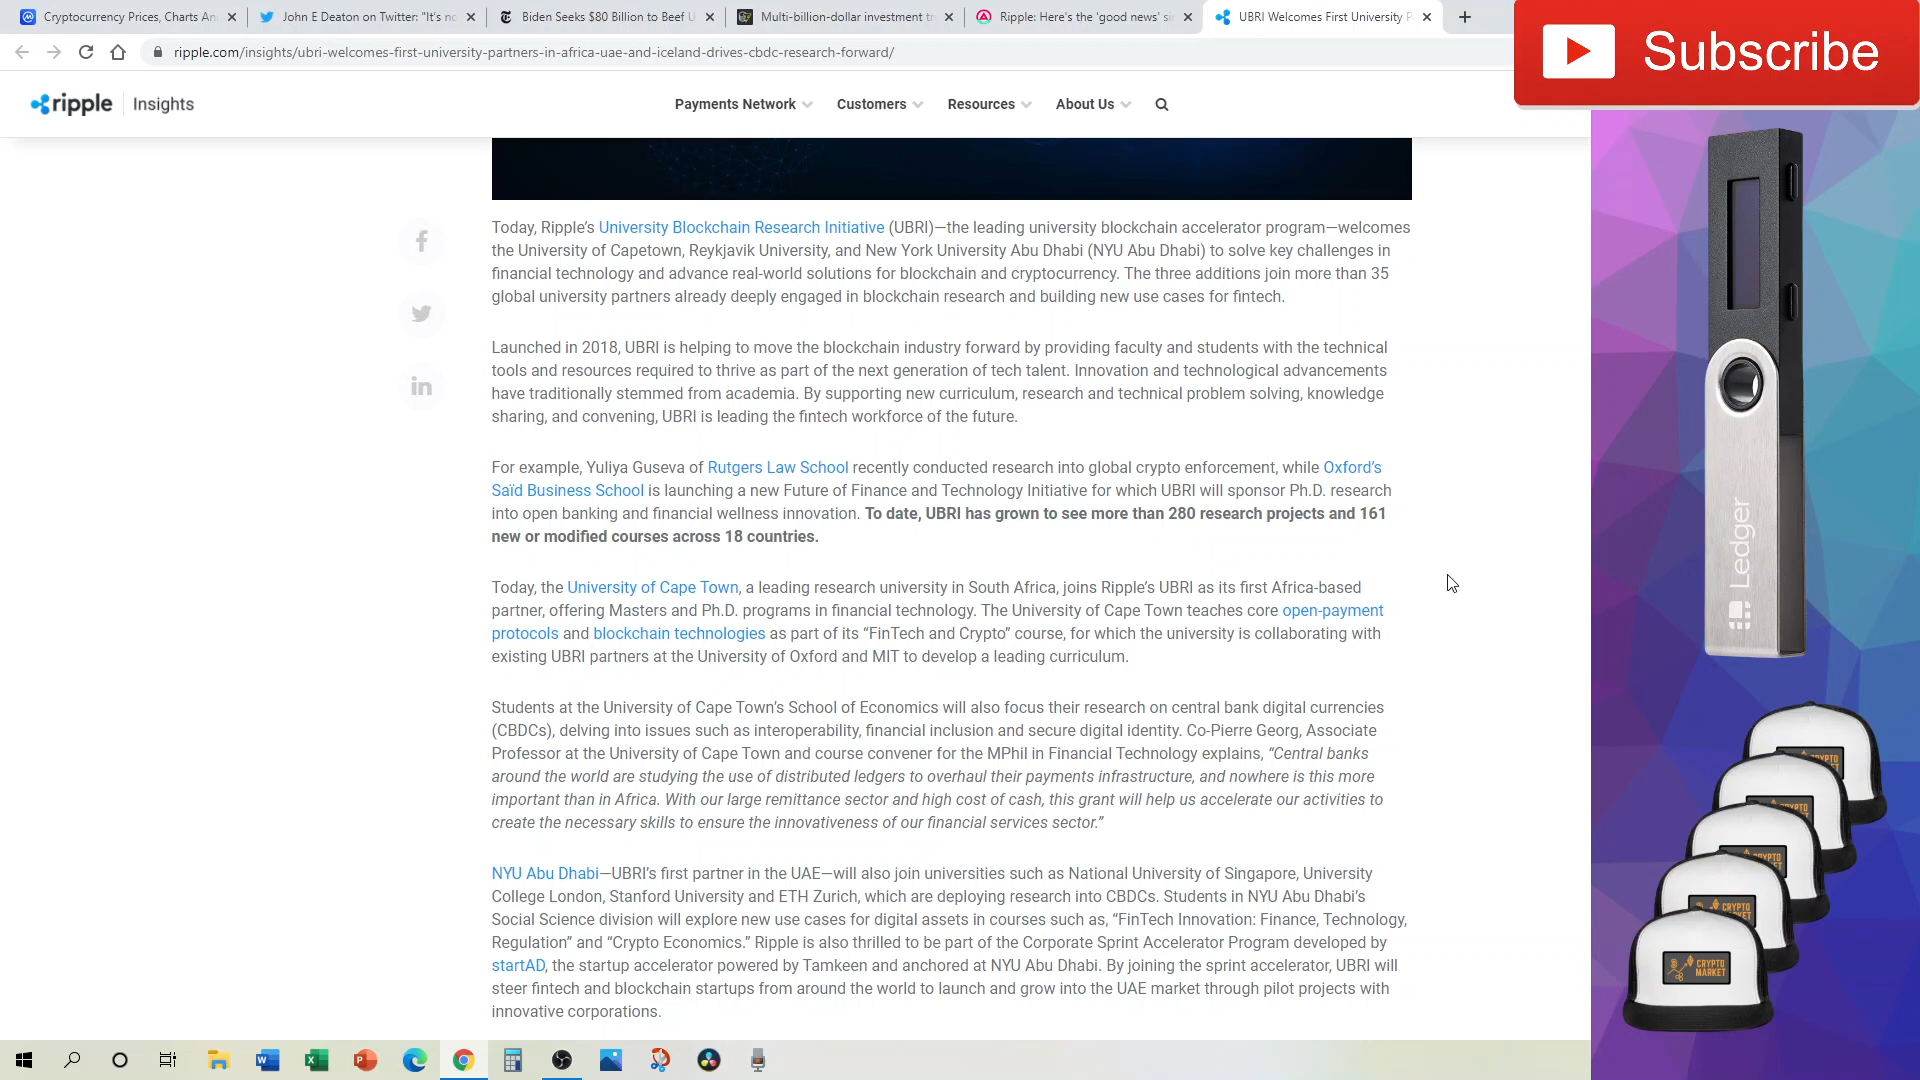 Cryptocurrency Prices, Charts An
John E Deaton on Twitter: "It's no
Biden Seeks $80 Billion to Beef U
Multi-billion-dollar investment tr
Ripple: Here's the 'good news' si
UBRI Welcomes First University P
Subscribe
ripple.com/insights/ubri-welcomes-first-university-partners-in-africa-uae-and-iceland-drives-cbdc-research-forward/
ripple Insights
Payments Network
Customers
Resources
About Us
Today, Ripple's University Blockchain Research Initiative (UBRI)—the leading university blockchain accelerator program—welcomes
the University of Capetown, Reykjavik University, and New York University Abu Dhabi (NYU Abu Dhabi) to solve key challenges in
financial technology and advance real-world solutions for blockchain and cryptocurrency. The three additions join more than 35
global university partners already deeply engaged in blockchain research and building new use cases for fintech.
Launched in 2018, UBRI is helping to move the blockchain industry forward by providing faculty and students with the technical
tools and resources required to thrive as part of the next generation of tech talent. Innovation and technological advancements
have traditionally stemmed from academia. By supporting new curriculum, research and technical problem solving, knowledge
sharing, and convening, UBRI is leading the fintech workforce of the future.
For example, Yuliya Guseva of Rutgers Law School recently conducted research into global crypto enforcement, while Oxford's
Saïd Business School is launching a new Future of Finance and Technology Initiative for which UBRI will sponsor Ph.D. research
into open banking and financial wellness innovation. To date, UBRI has grown to see more than 280 research projects and 161
new or modified courses across 18 countries.
Today, the University of Cape Town, a leading research university in South Africa, joins Ripple's UBRI as its first Africa-based
partner, offering Masters and Ph.D. programs in financial technology. The University of Cape Town teaches core open-payment
protocols and blockchain technologies as part of its “FinTech and Crypto” course, for which the university is collaborating with
existing UBRI partners at the University of Oxford and MIT to develop a leading curriculum.
Students at the University of Cape Town's School of Economics will also focus their research on central bank digital currencies
(CBDCs), delving into issues such as interoperability, financial inclusion and secure digital identity. Co-Pierre Georg, Associate
Professor at the University of Cape Town and course convener for the MPhil in Financial Technology explains, “Central banks
around the world are studying the use of distributed ledgers to overhaul their payments infrastructure, and nowhere is this more
important than in Africa. With our large remittance sector and high cost of cash, this grant will help us accelerate our activities to
create the necessary skills to ensure the innovativeness of our financial services sector.”
NYU Abu Dhabi—UBRI's first partner in the UAE—will also join universities such as National University of Singapore, University
College London, Stanford University and ETH Zurich, which are deploying research into CBDCs. Students in NYU Abu Dhabi's
Social Science division will explore new use cases for digital assets in courses such as, “FinTech Innovation: Finance, Technology,
Regulation” and “Crypto Economics.” Ripple is also thrilled to be part of the Corporate Sprint Accelerator Program developed by
startAD, the startup accelerator powered by Tamkeen and anchored at NYU Abu Dhabi. By joining the sprint accelerator, UBRI will
steer fintech and blockchain startups from around the world to launch and grow into the UAE market through pilot projects with
innovative corporations.
Ledger
CRYPTO
MARKET